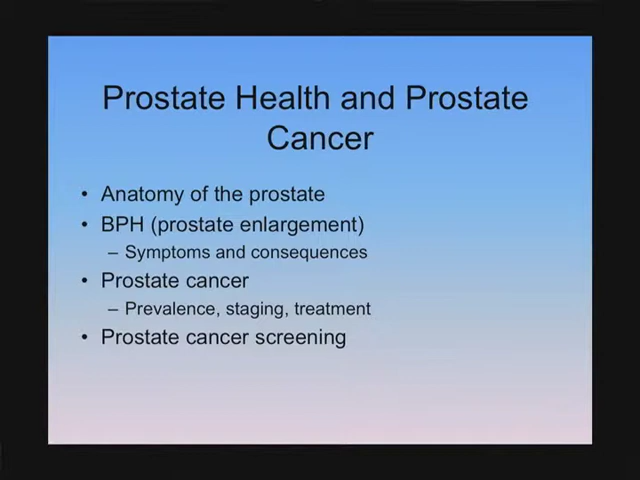 Prostate Health and Prostate
Cancer
• Anatomy of the prostate
• BPH (prostate enlargement)
– Symptoms and consequences
• Prostate cancer
– Prevalence, staging, treatment
• Prostate cancer screening